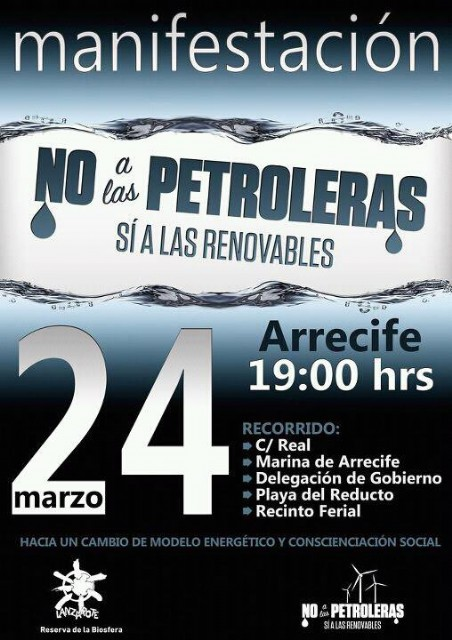 manifestación
NO a las PETROLERAS
SÍ A LAS RENOVABLES
24
marzo
Arrecife
19:00 hrs
RECORRIDO:
C/ Real
Marina de Arrecife
Delegación de Gobierno
Playa del Reducto
Recinto Ferial
HACIA UN CAMBIO DE MODELO ENERGÉTICO Y CONSCIENCIACIÓN SOCIAL
LANZAROTE
Reserva de la Biosfera
NO a las PETROLERAS
SÍ A LAS RENOVABLES